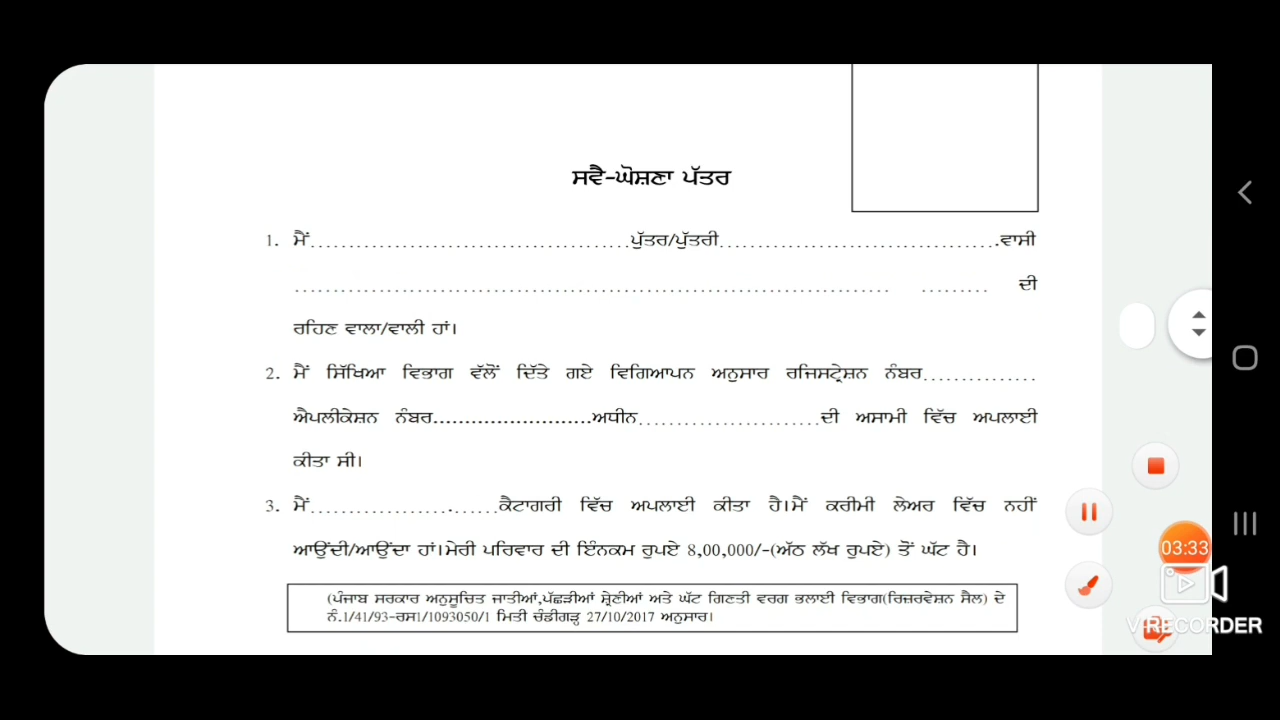 ਸਵੈ-ਘੋਸ਼ਣਾ ਪੱਤਰ
1. ਮੈਂ......................................ਪੁੱਤਰ/ਪੁੱਤਰੀ.................................ਵਾਸੀ
....................................................................... ......... ਦੀ
ਰਹਿਣ ਵਾਲਾ/ਵਾਲੀ ਹਾਂ।
2. ਮੈਂ ਸਿੱਖਿਆ ਵਿਭਾਗ ਵੱਲੋਂ ਦਿੱਤੇ ਗਏ ਵਿਗਿਆਪਨ ਅਨੁਸਾਰ ਰਜਿਸਟ੍ਰੇਸ਼ਨ ਨੰਬਰ..............
ਐਪਲੀਕੇਸ਼ਨ ਨੰਬਰ.........................ਅਧੀਨ......................ਦੀ ਅਸਾਮੀ ਵਿੱਚ ਅਪਲਾਈ
ਕੀਤਾ ਸੀ।
3. ਮੈਂ.......................ਕੈਟਾਗਰੀ ਵਿੱਚ ਅਪਲਾਈ ਕੀਤਾ ਹੈ।ਮੈਂ ਕਰੀਮੀ ਲੇਅਰ ਵਿੱਚ ਨਹੀਂ
ਆਉਂਦੀ/ਆਉਂਦਾ ਹਾਂ।ਮੇਰੀ ਪਰਿਵਾਰ ਦੀ ਇੰਨਕਮ ਰੁਪਏ 8,00,000/-(ਅੱਠ ਲੱਖ ਰੁਪਏ) ਤੋਂ ਘੱਟ ਹੈ।
(ਪੰਜਾਬ ਸਰਕਾਰ ਅਨੁਸੂਚਿਤ ਜਾਤੀਆਂ,ਪੱਛੜੀਆਂ ਸ਼੍ਰੇਣੀਆਂ ਅਤੇ ਘੱਟ ਗਿਣਤੀ ਵਰਗ ਭਲਾਈ ਵਿਭਾਗ(ਰਿਜ਼ਰਵੇਸ਼ਨ ਸੈਲ) ਦੇ
ਨੰ.1/41/93-ਰਸ1/1093050/1 ਮਿਤੀ ਚੰਡੀਗੜ੍ਹ 27/10/2017 ਅਨੁਸਾਰ।
03:33
V RECORDER